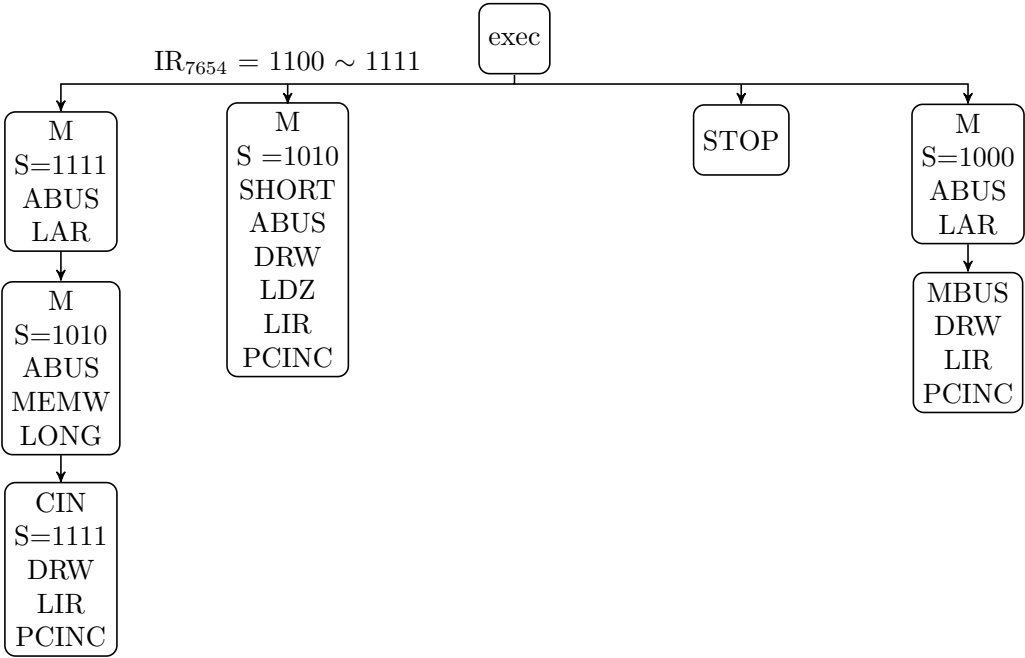 exec
IR₇₆₅₄ = 1100 ∼ 1111
M
S=1111
ABUS
LAR
M
S=1010
ABUS
MEMW
LONG
CIN
S=1111
DRW
LIR
PCINC
M
S =1010
SHORT
ABUS
DRW
LDZ
LIR
PCINC
STOP
M
S=1000
ABUS
LAR
MBUS
DRW
LIR
PCINC